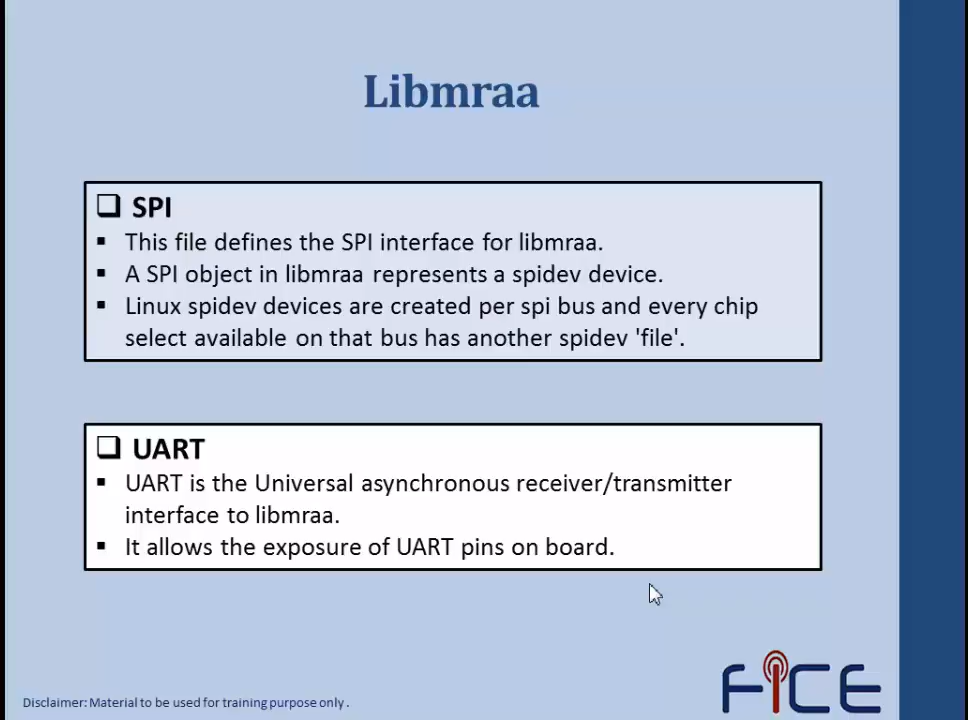 Libmraa
❑ SPI
▪ This file defines the SPI interface for libmraa.
▪ A SPI object in libmraa represents a spidev device.
▪ Linux spidev devices are created per spi bus and every chip
select available on that bus has another spidev 'file'.
❑ UART
▪ UART is the Universal asynchronous receiver/transmitter
interface to libmraa.
▪ It allows the exposure of UART pins on board.
FiCE
Disclaimer: Material to be used for training purpose only .